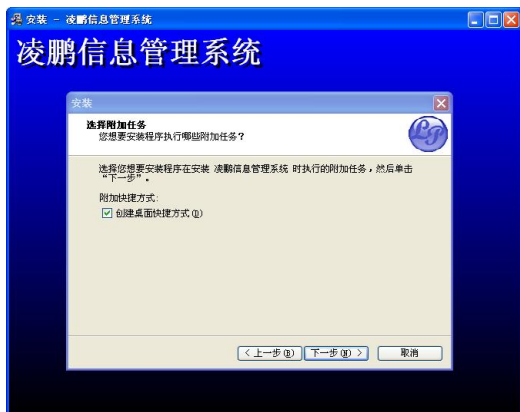 安装 - 凌鹏信息管理系统
凌鹏信息管理系统
安装
选择附加任务
您想要安装程序执行哪些附加任务？
LP
选择您想要安装程序在安装 凌鹏信息管理系统 时执行的附加任务，然后单击
“下一步”。
附加快捷方式:
创建桌面快捷方式(D)
< 上一步(B) 下一步(N) > 取消